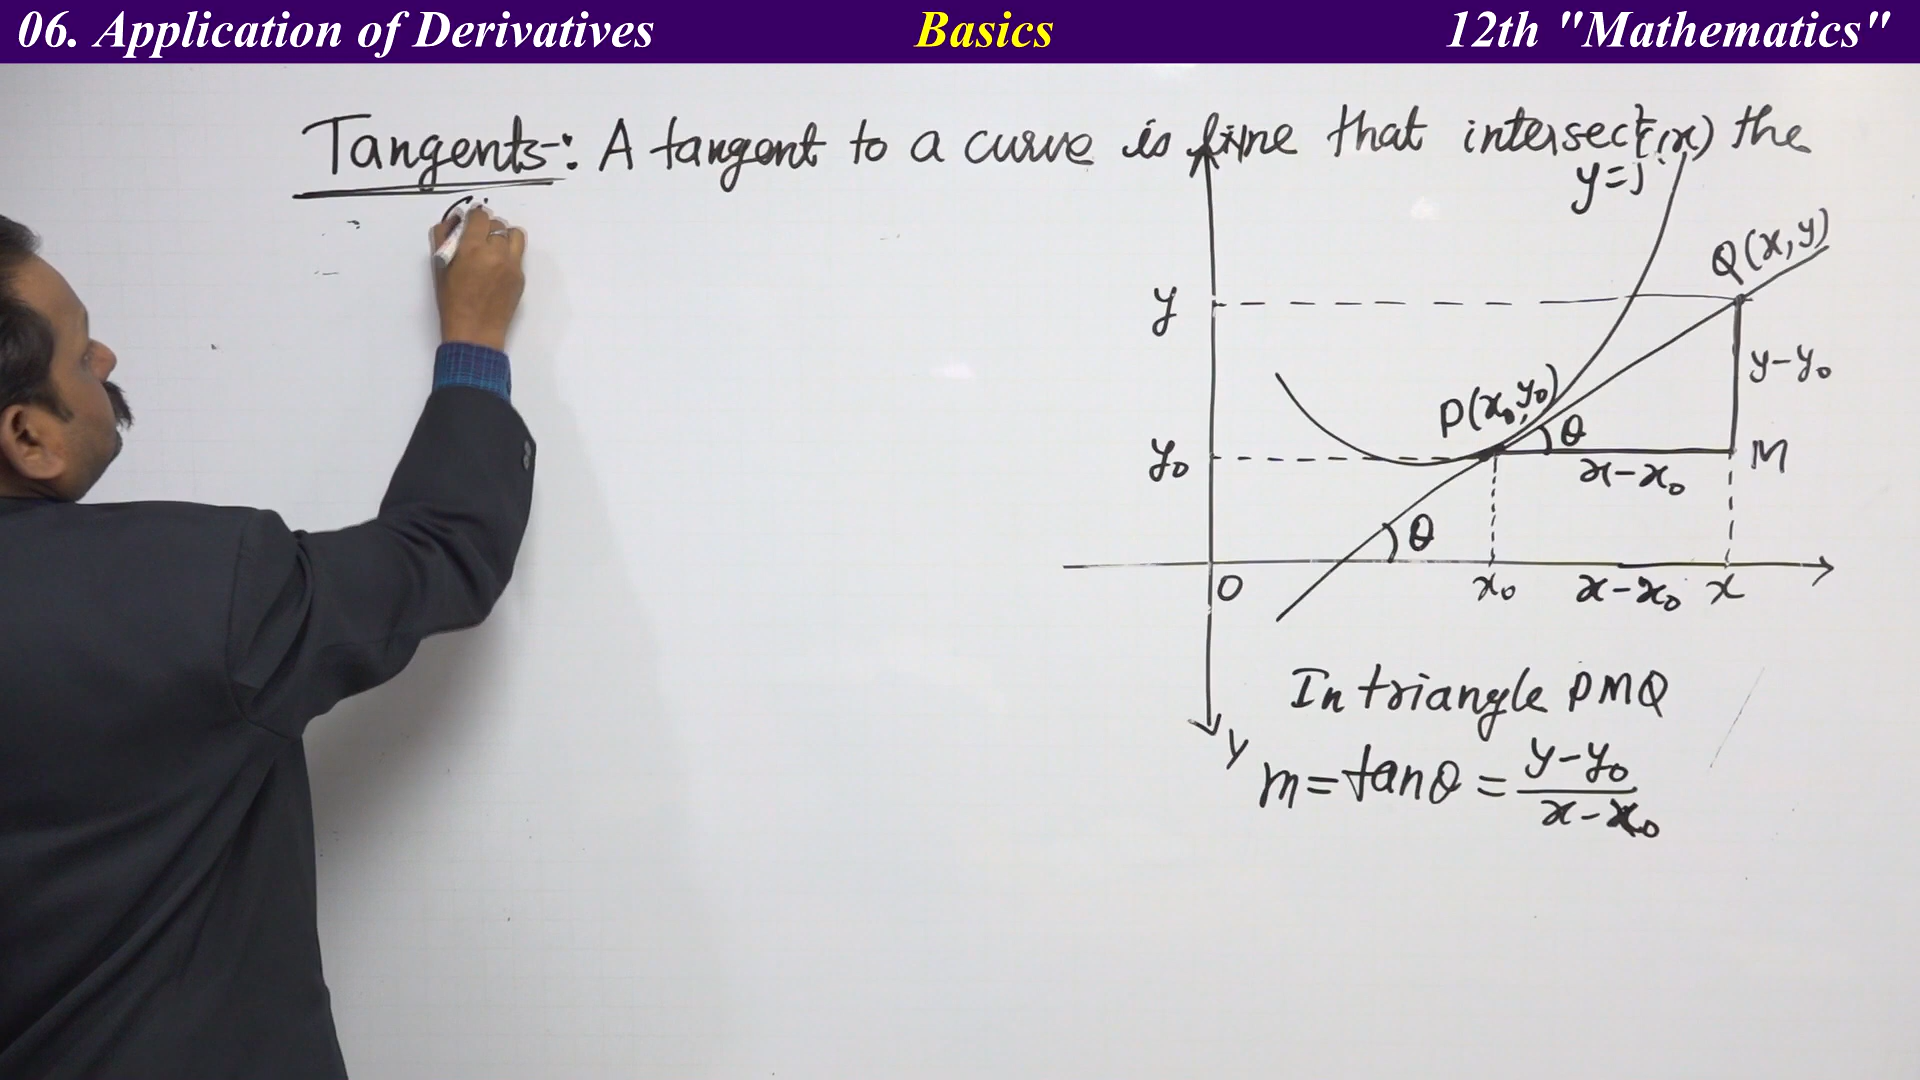 06. Application of Derivatives Basics 12th "Mathematics"
Tangents:- A tangent to a curve is line that intersect the
y=f(x)
Q(x,y)
y
y-y₀
P(x₀,y₀)
θ
y₀
M
x-x₀
θ
O x₀ x-x₀ x
In triangle PMQ
y
m=tanθ=\frac{y-y₀}{x-x₀}